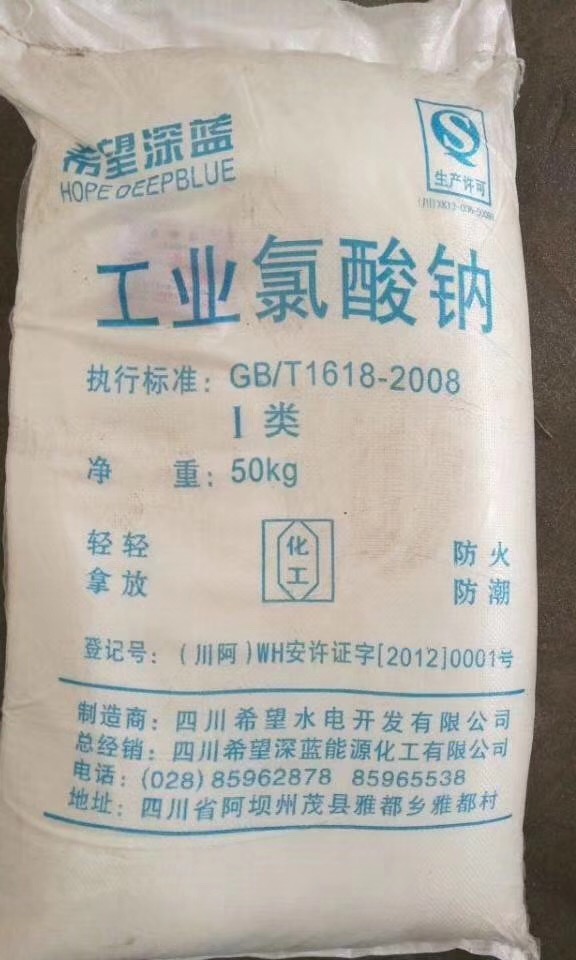 希望深蓝
HOPE DEEPBLUE
生产许可
工业氯酸钠
执行标准：GB/T1618-2008
I类
净 重：50kg
轻轻
拿放
化
工
防火
防潮
登记号：(川阿)WH安许证字[2012]0001号
制造商：四川希望水电开发有限公司
总经销：四川希望深蓝能源化工有限公司
电话：(028)85962878 85965538
地址：四川省阿坝州茂县雅都乡雅都村